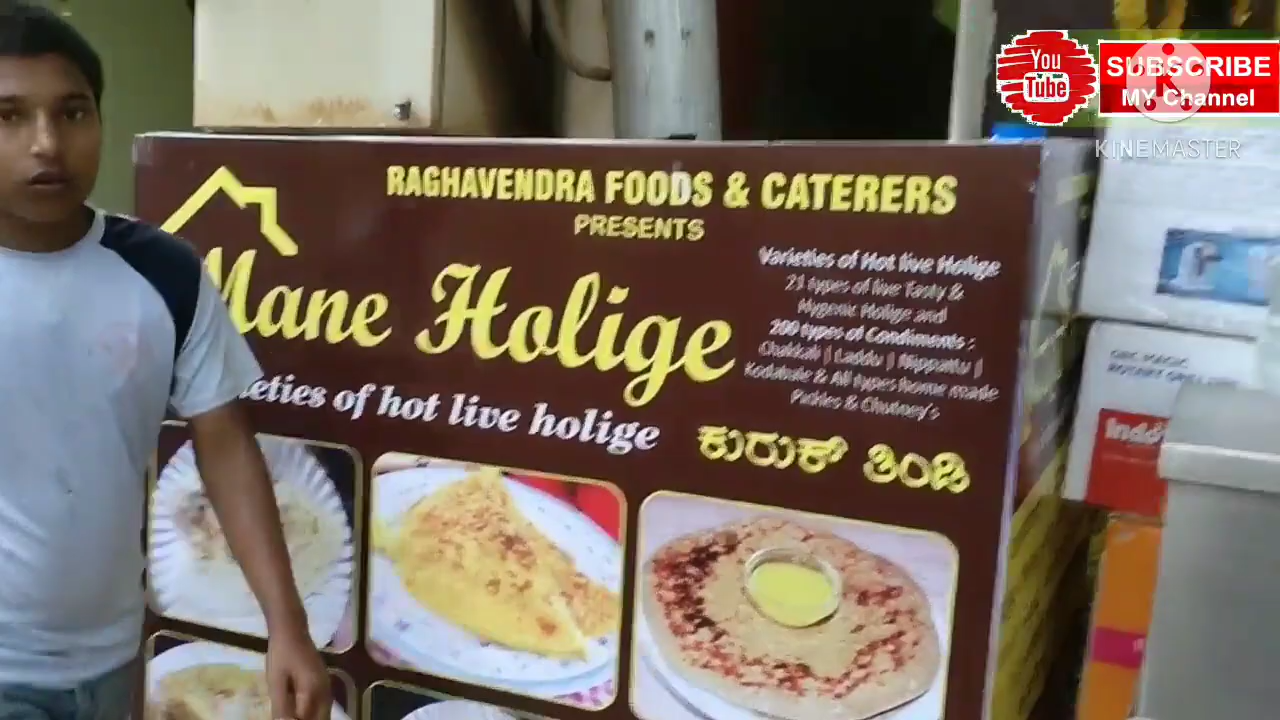 You
Tube
SUBSCRIBE
MY Channel
KINEMASTER
RAGHAVENDRA FOODS & CATERERS
PRESENTS
Mane Holige
Varieties of Hot live Holige
21 types of live Tasty &
Hygenic Holige and
200 types of Condiments :
Chakkali | Laddu | Nippattu |
Kodabale & All types home made
Pickles & Chutney's
eties of hot live holige
ಕುರುಕ್ ತಿಂಡಿ